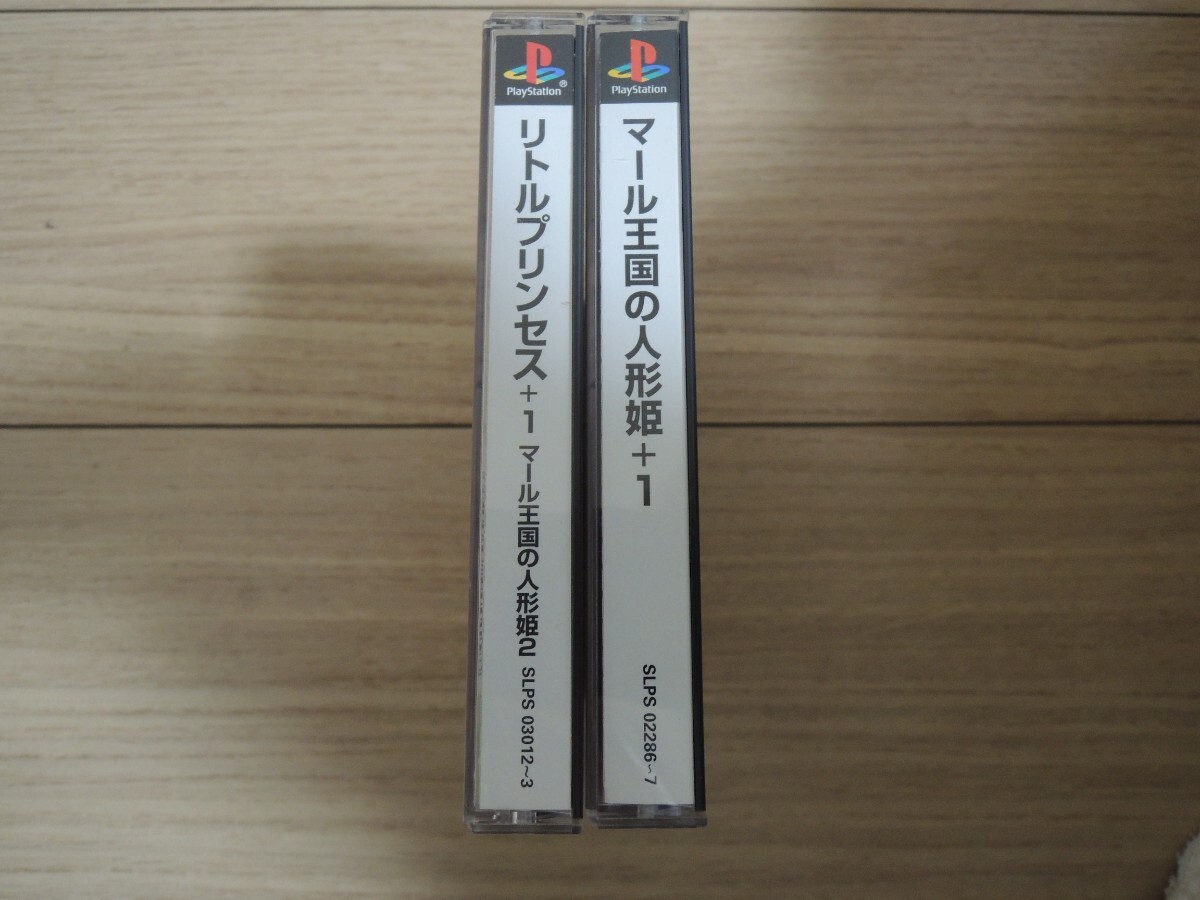 PlayStation®
リトルプリンセス+1 マール王国の人形姫2 SLPS 03012~3
PlayStation
マール王国の人形姫+1
SLPS 02286~7